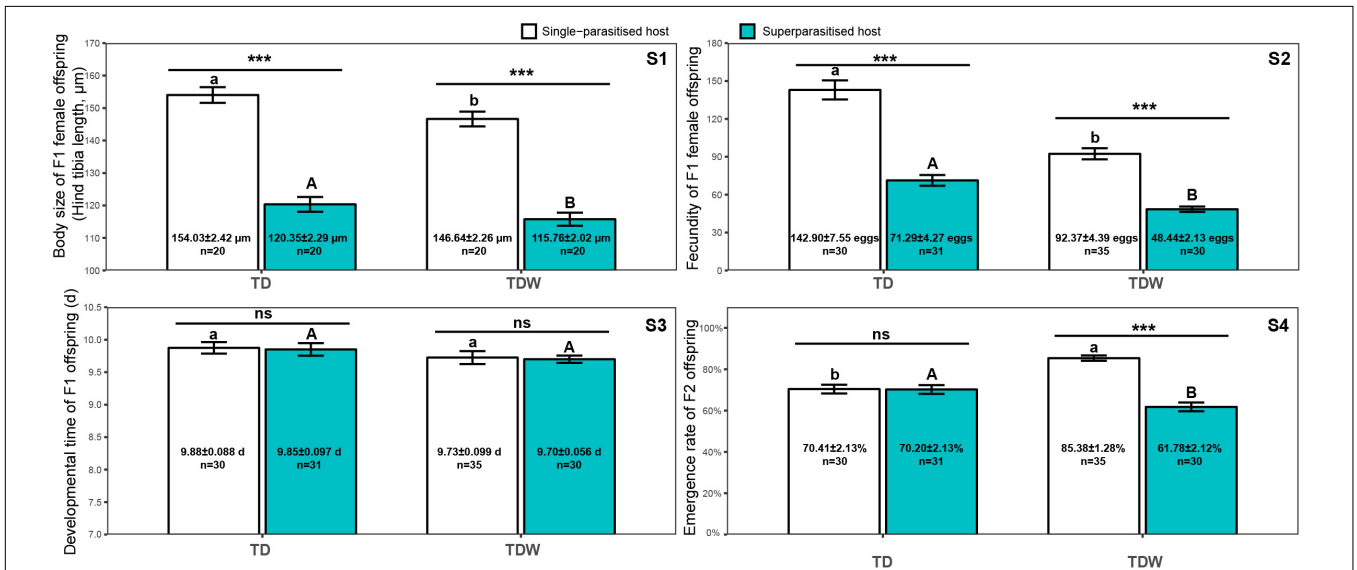 Single−parasitised host
Superparasitised host
S1
Body size of F1 female offspring
(Hind tibia length, µm)
170
160
150
140
130
120
110
100
***
***
a
A
b
B
154.03±2.42 µm
n=20
120.35±2.29 µm
n=20
146.64±2.26 µm
n=20
115.76±2.02 µm
n=20
TD
TDW
S2
Fecundity of F1 female offspring
180
150
120
90
60
30
0
***
***
a
A
b
B
142.90±7.55 eggs
n=30
71.29±4.27 eggs
n=31
92.37±4.39 eggs
n=35
48.44±2.13 eggs
n=30
TD
TDW
S3
Developmental time of F1 offspring (d)
10.5
10.0
9.5
9.0
8.5
8.0
7.5
7.0
ns
ns
a
A
a
A
9.88±0.088 d
n=30
9.85±0.097 d
n=31
9.73±0.099 d
n=35
9.70±0.056 d
n=30
TD
TDW
S4
Emergence rate of F2 offspring
100%
80%
60%
40%
20%
0%
ns
***
b
A
a
B
70.41±2.13%
n=30
70.20±2.13%
n=31
85.38±1.28%
n=35
61.78±2.12%
n=30
TD
TDW